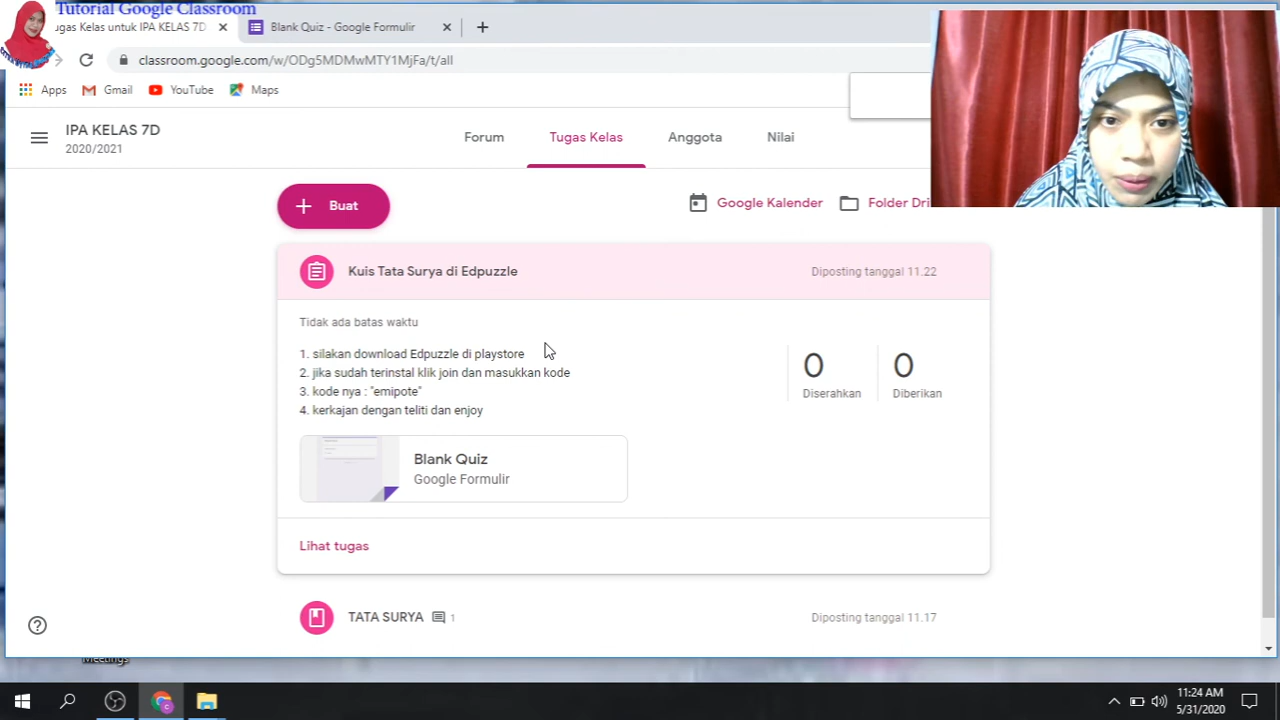 Tutorial Google Classroom
Tugas Kelas untuk IPA KELAS 7D
Blank Quiz - Google Formulir
classroom.google.com/w/ODg5MDMwMTY1MjFa/t/all
Apps
Gmail
YouTube
Maps
IPA KELAS 7D
2020/2021
Forum
Tugas Kelas
Anggota
Nilai
Buat
Google Kalender
Folder Dri
Kuis Tata Surya di Edpuzzle
Diposting tanggal 11.22
Tidak ada batas waktu
1. silakan download Edpuzzle di playstore
2. jika sudah terinstal klik join dan masukkan kode
3. kode nya : "emipote"
4. kerkajan dengan teliti dan enjoy
0
Diserahkan
0
Diberikan
Blank Quiz
Google Formulir
Lihat tugas
TATA SURYA
1
Diposting tanggal 11.17
Meetings
11:24 AM
5/31/2020